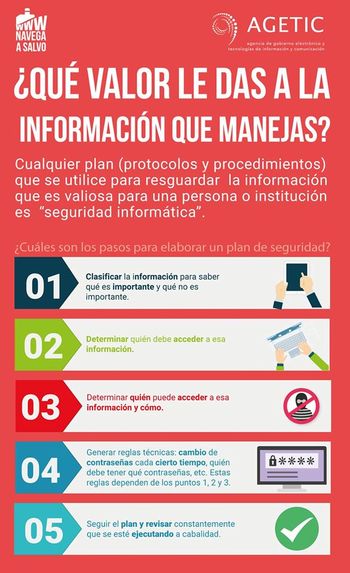 WWW
NAVEGA
A SALVO
AGETIC
agencia de gobierno electrónico y
tecnologías de información y comunicación
¿QUÉ VALOR LE DAS A LA
INFORMACIÓN QUE MANEJAS?
Cualquier plan (protocolos y procedimientos)
que se utilice para resguardar la información
que es valiosa para una persona o institución
es “seguridad informática”.
¿Cuáles son los pasos para elaborar un plan de seguridad?
01
Clasificar la información para saber
qué es importante y qué no es
importante.
02
Determinar quién debe acceder a esa
información.
03
Determinar quién puede acceder a esa
información y cómo.
04
Generar reglas técnicas: cambio de
contraseñas cada cierto tiempo, quién
debe tener qué contraseñas, etc. Estas
reglas dependen de los puntos 1, 2 y 3.
****
05
Seguir el plan y revisar constantemente
que se esté ejecutando a cabalidad.